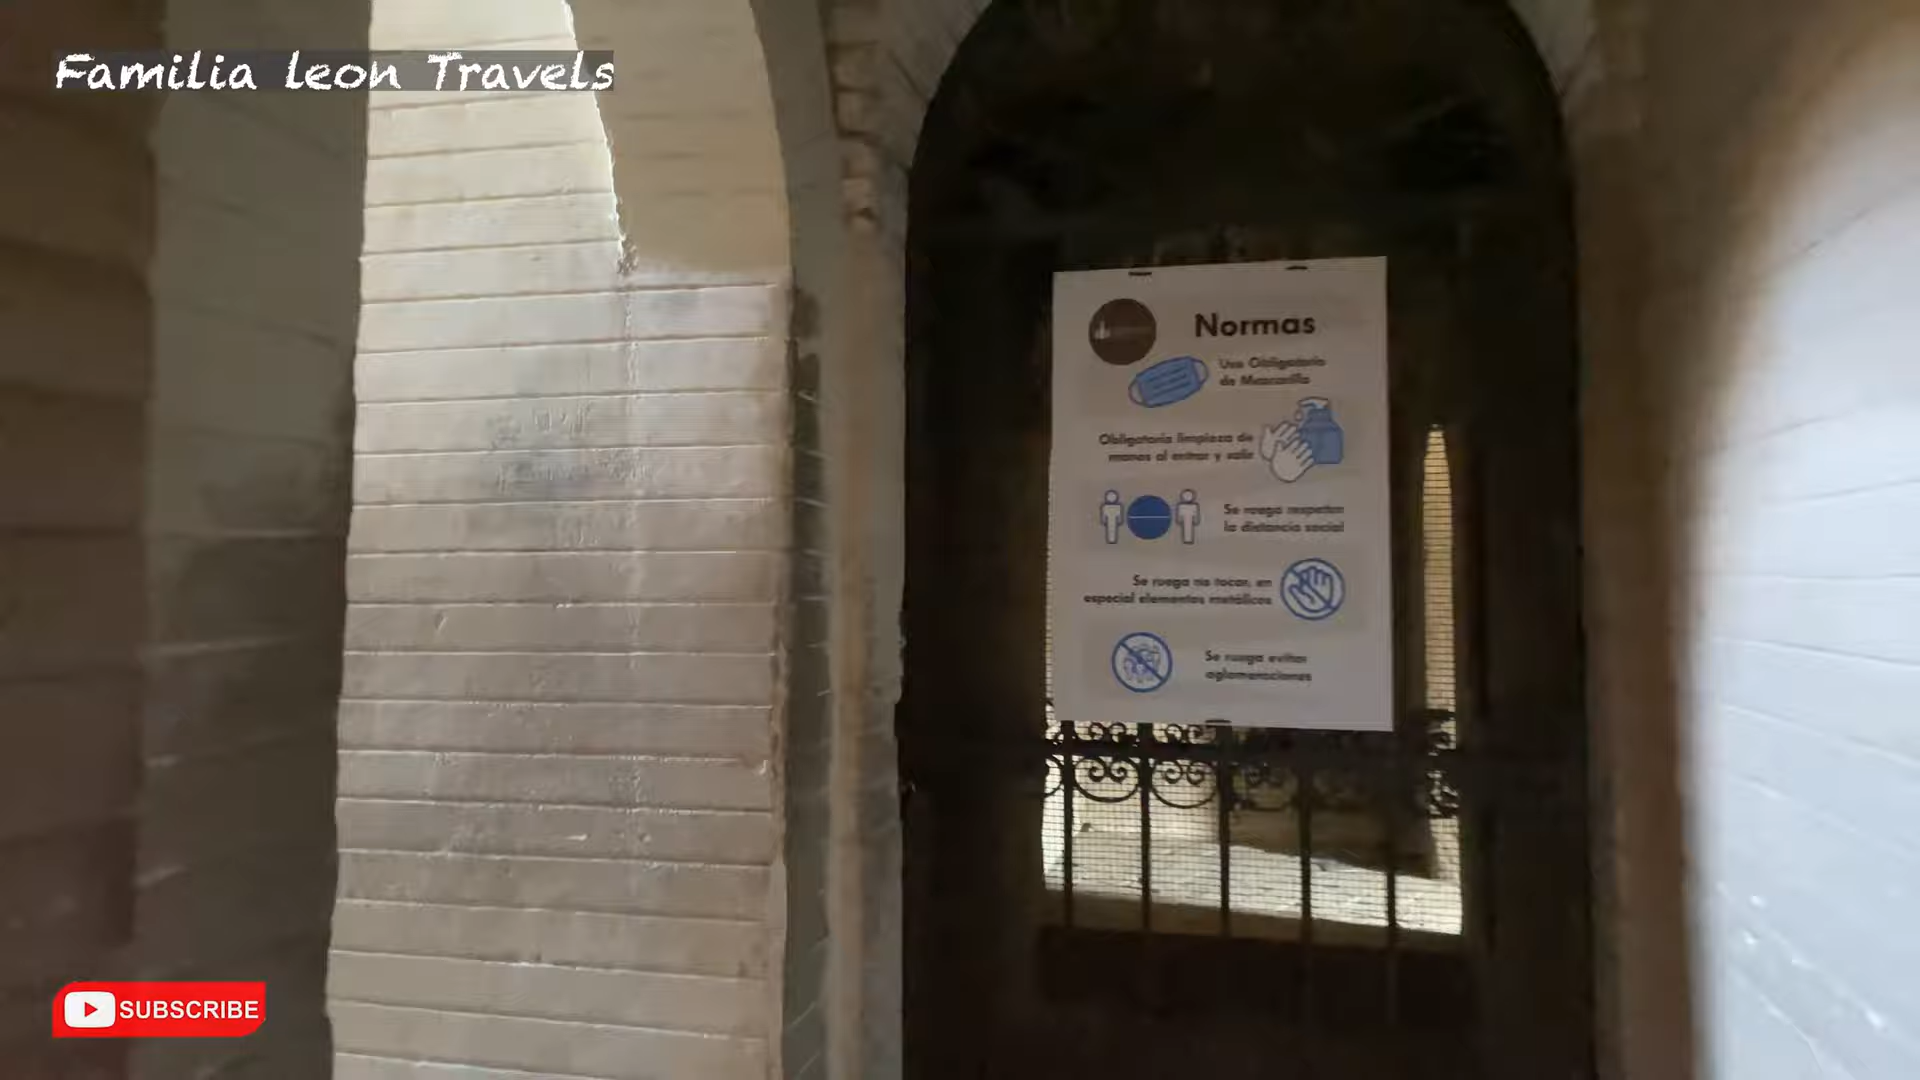 Familia leon Travels
Normas
Uso Obligatorio
de Mascarilla
Obligatoria limpieza de
manos al entrar y salir
Se ruega respetar
la distancia social
Se ruega no tocar, en
especial elementos metálicos
Se ruega evitar
aglomeraciones
SUBSCRIBE